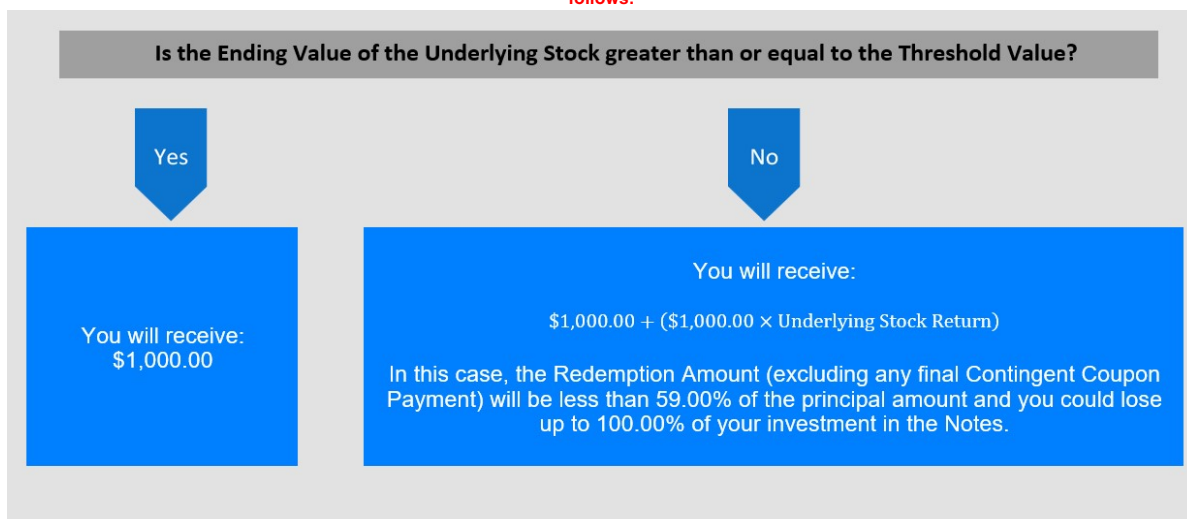 follows:
Is the Ending Value of the Underlying Stock greater than or equal to the Threshold Value?
Yes
No
You will receive:
$1,000.00
You will receive:
$1,000.00 + ($1,000.00 × Underlying Stock Return)
In this case, the Redemption Amount (excluding any final Contingent Coupon
Payment) will be less than 59.00% of the principal amount and you could lose
up to 100.00% of your investment in the Notes.